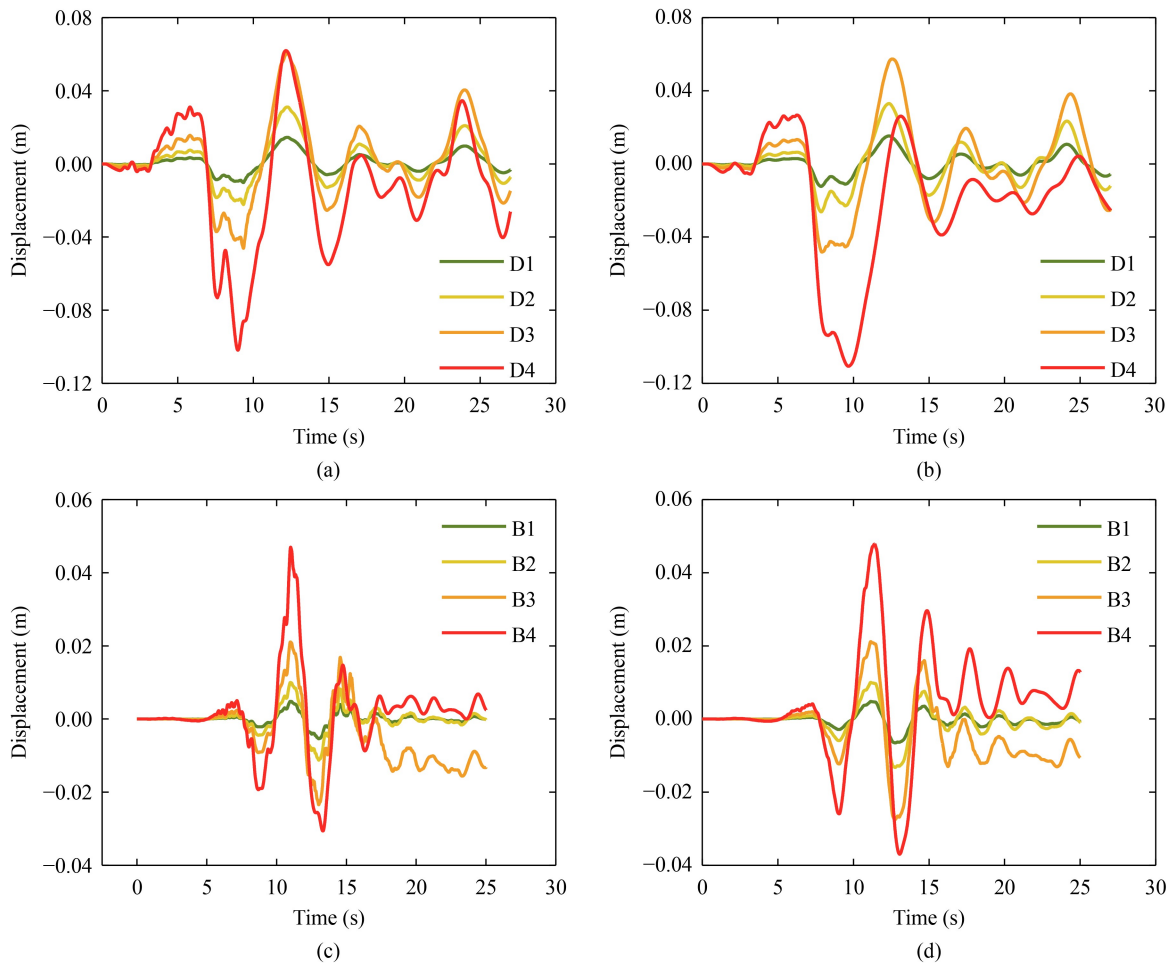 0.08
0.04
0.00
−0.04
−0.08
−0.12
Displacement (m)
D1
D2
D3
D4
0 5 10 15 20 25 30
Time (s)
(a)
0.08
0.04
0.00
−0.04
−0.08
−0.12
Displacement (m)
D1
D2
D3
D4
0 5 10 15 20 25 30
Time (s)
(b)
0.06
0.04
0.02
0.00
−0.02
−0.04
Displacement (m)
B1
B2
B3
B4
0 5 10 15 20 25 30
Time (s)
(c)
0.06
0.04
0.02
0.00
−0.02
−0.04
Displacement (m)
B1
B2
B3
B4
0 5 10 15 20 25 30
Time (s)
(d)